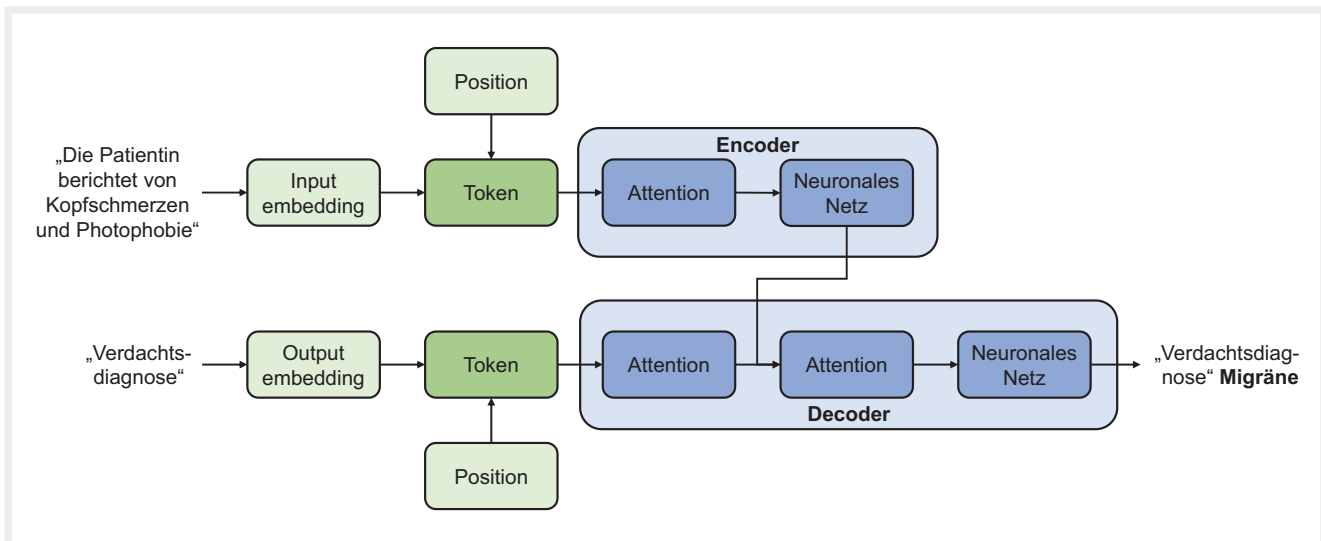 Position
Encoder
„Die Patientin
berichtet von
Kopfschmerzen
und Photophobie“
Input
embedding
Token
Attention
Neuronales
Netz
„Verdachts-
diagnose“
Output
embedding
Token
Attention
Attention
Neuronales
Netz
„Verdachtsdiag-
nose“ Migräne
Decoder
Position